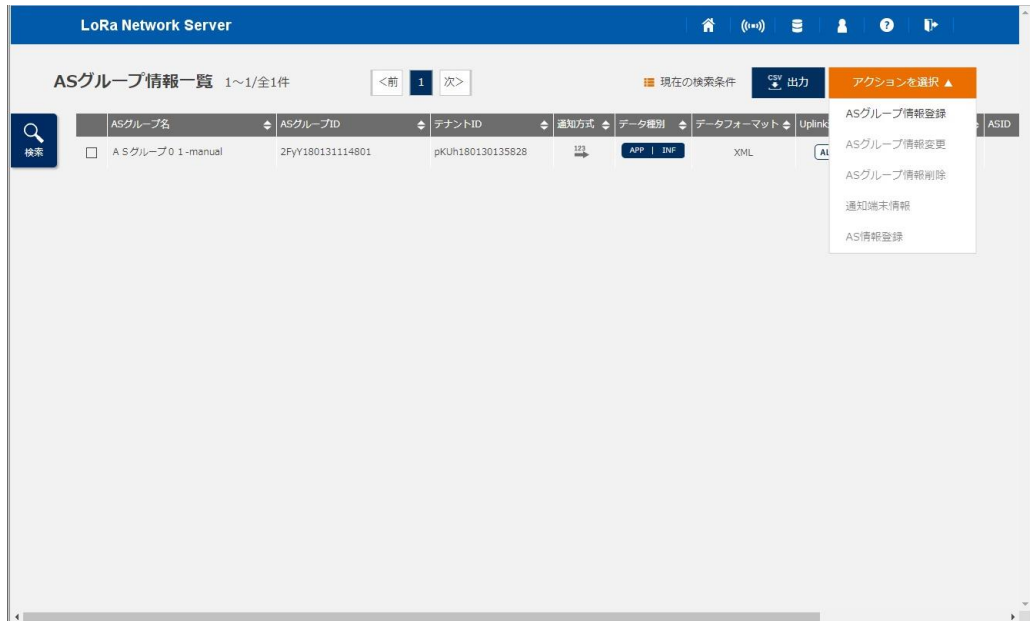 LoRa Network Server
ASグループ情報一覧 1～1/全1件
<前 1 次>
現在の検索条件
CSV 出力
アクションを選択 ▲
検索
ASグループ名 ASグループID テナントID 通知方式 データ種別 データフォーマット Uplink ASID
ＡＳグループ０１-manual 2FyY180131114801 pKUh180130135828 123 APP | INF XML
ASグループ情報登録
ASグループ情報変更
ASグループ情報削除
通知端末情報
AS情報登録